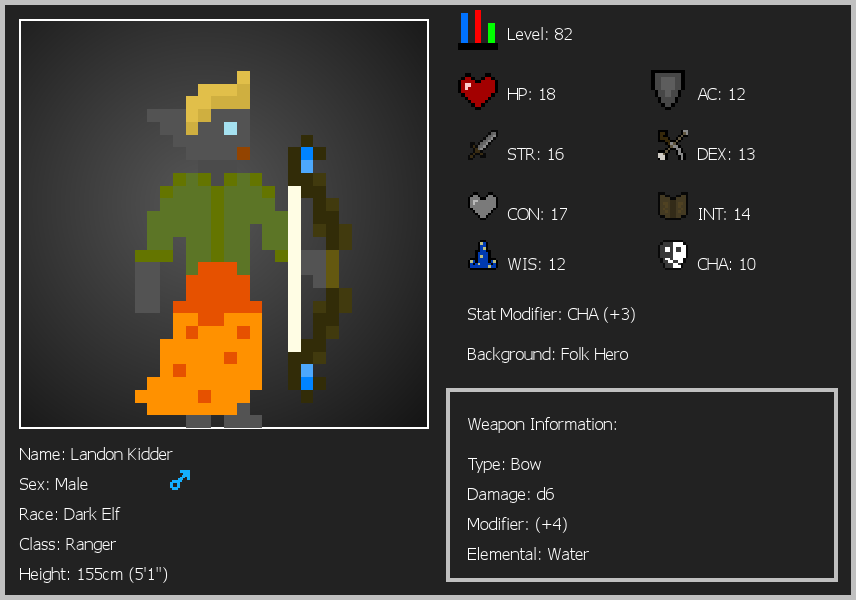 Level: 82
HP: 18
AC: 12
STR: 16
DEX: 13
CON: 17
INT: 14
WIS: 12
CHA: 10
Stat Modifier: CHA (+3)
Background: Folk Hero
Weapon Information:
Type: Bow
Damage: d6
Modifier: (+4)
Elemental: Water
Name: Landon Kidder
Sex: Male
Race: Dark Elf
Class: Ranger
Height: 155cm (5'1")